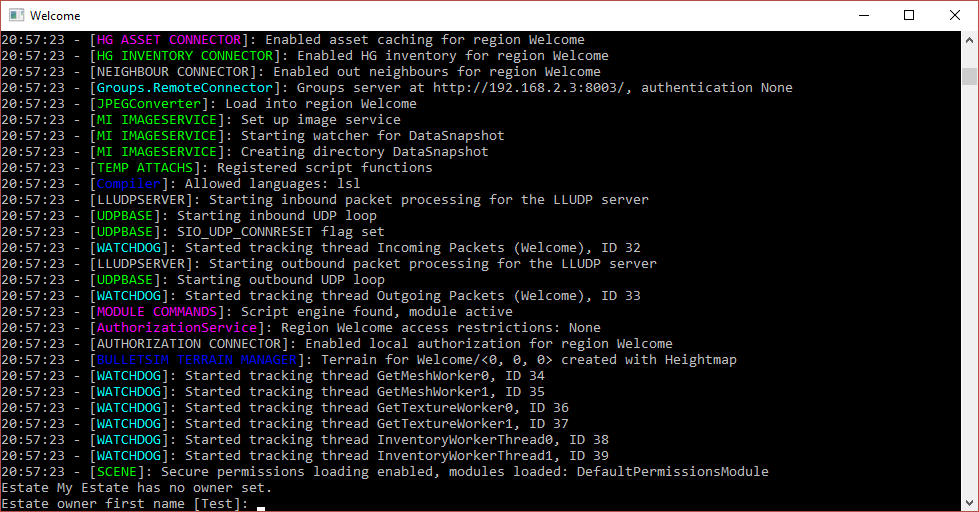 Welcome
20:57:23 - [HG ASSET CONNECTOR]: Enabled asset caching for region Welcome
20:57:23 - [HG INVENTORY CONNECTOR]: Enabled HG inventory for region Welcome
20:57:23 - [NEIGHBOUR CONNECTOR]: Enabled out neighbours for region Welcome
20:57:23 - [Groups.RemoteConnector]: Groups server at http://192.168.2.3:8003/, authentication None
20:57:23 - [JPEGConverter]: Load into region Welcome
20:57:23 - [MI IMAGESERVICE]: Set up image service
20:57:23 - [MI IMAGESERVICE]: Starting watcher for DataSnapshot
20:57:23 - [MI IMAGESERVICE]: Creating directory DataSnapshot
20:57:23 - [TEMP ATTACHS]: Registered script functions
20:57:23 - [Compiler]: Allowed languages: lsl
20:57:23 - [LLUDPSERVER]: Starting inbound packet processing for the LLUDP server
20:57:23 - [UDPBASE]: Starting inbound UDP loop
20:57:23 - [UDPBASE]: SIO_UDP_CONNRESET flag set
20:57:23 - [WATCHDOG]: Started tracking thread Incoming Packets (Welcome), ID 32
20:57:23 - [LLUDPSERVER]: Starting outbound packet processing for the LLUDP server
20:57:23 - [UDPBASE]: Starting outbound UDP loop
20:57:23 - [WATCHDOG]: Started tracking thread Outgoing Packets (Welcome), ID 33
20:57:23 - [MODULE COMMANDS]: Script engine found, module active
20:57:23 - [AuthorizationService]: Region Welcome access restrictions: None
20:57:23 - [AUTHORIZATION CONNECTOR]: Enabled local authorization for region Welcome
20:57:23 - [BULLETSIM TERRAIN MANAGER]: Terrain for Welcome/<0, 0, 0> created with Heightmap
20:57:23 - [WATCHDOG]: Started tracking thread GetMeshWorker0, ID 34
20:57:23 - [WATCHDOG]: Started tracking thread GetMeshWorker1, ID 35
20:57:23 - [WATCHDOG]: Started tracking thread GetTextureWorker0, ID 36
20:57:23 - [WATCHDOG]: Started tracking thread GetTextureWorker1, ID 37
20:57:23 - [WATCHDOG]: Started tracking thread InventoryWorkerThread0, ID 38
20:57:23 - [WATCHDOG]: Started tracking thread InventoryWorkerThread1, ID 39
20:57:23 - [SCENE]: Secure permissions loading enabled, modules loaded: DefaultPermissionsModule
Estate My Estate has no owner set.
Estate owner first name [Test]: